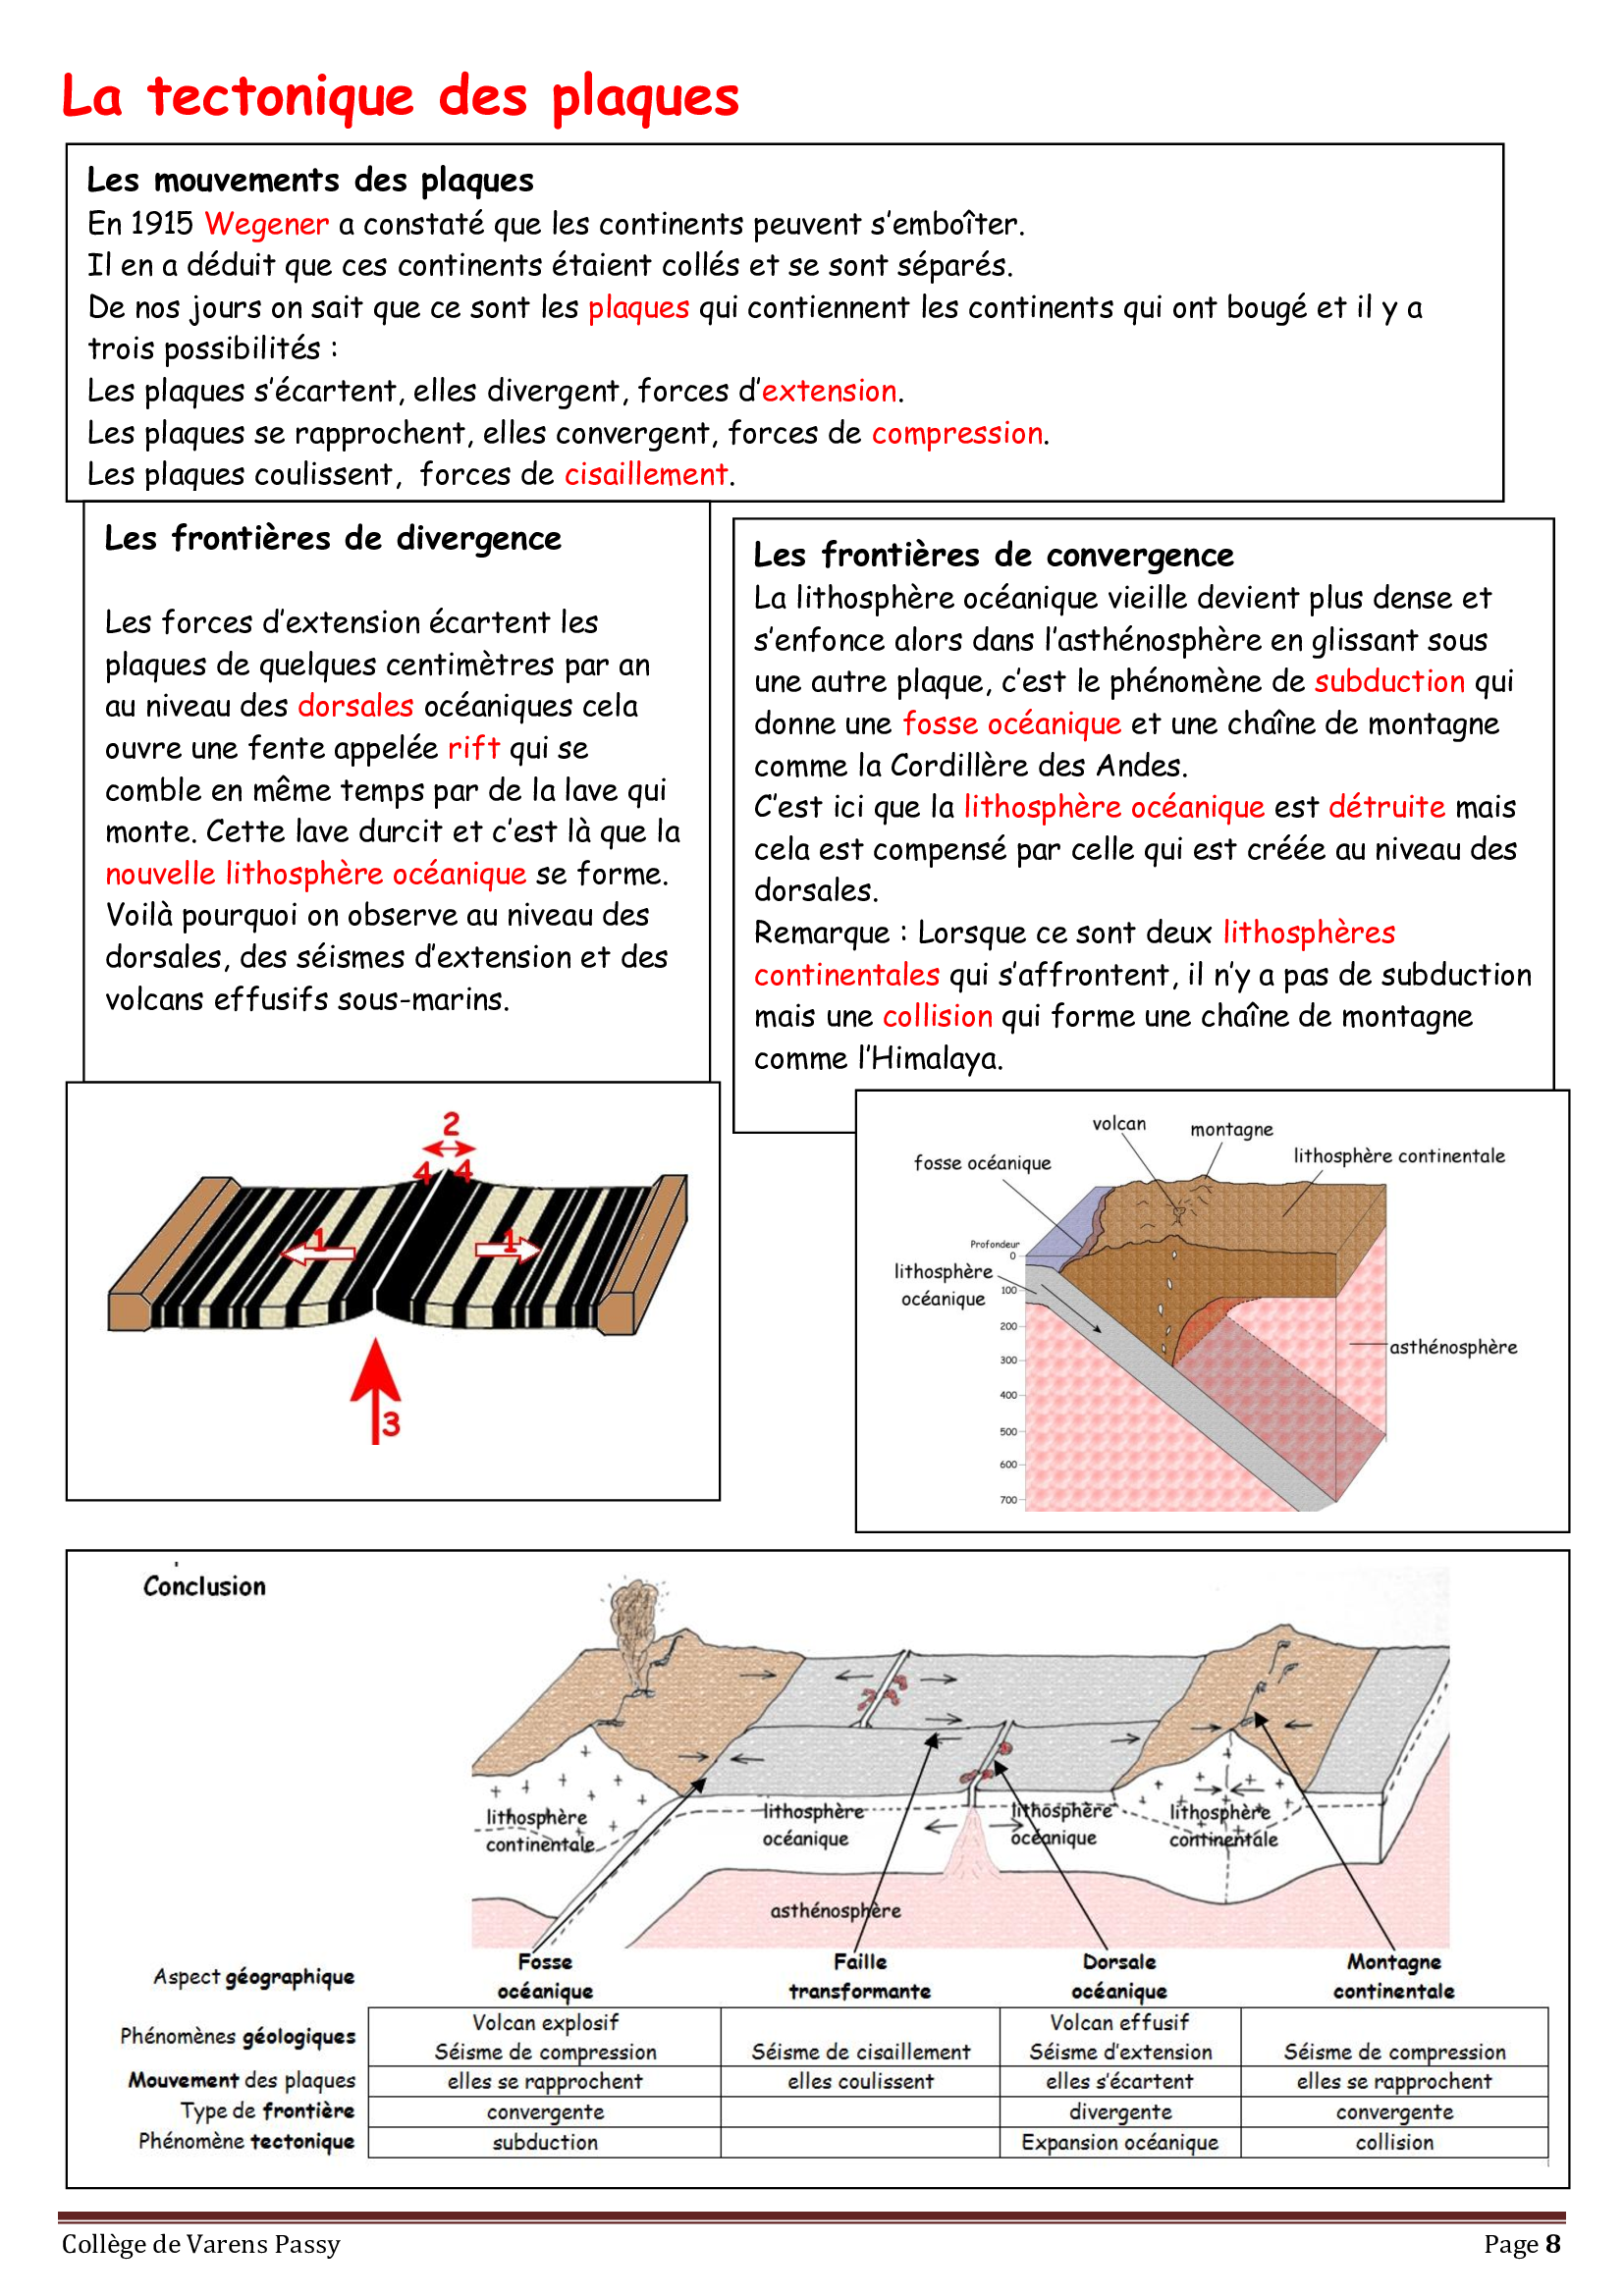 La tectonique des plaques
Les mouvements des plaques
En 1915 Wegener a constaté que les continents peuvent s’emboîter.
Il en a déduit que ces continents étaient collés et se sont séparés.
De nos jours on sait que ce sont les plaques qui contiennent les continents qui ont bougé et il y a
trois possibilités :
Les plaques s’écartent, elles divergent, forces d’extension.
Les plaques se rapprochent, elles convergent, forces de compression.
Les plaques coulissent, forces de cisaillement.
Les frontières de divergence
Les forces d’extension écartent les
plaques de quelques centimètres par an
au niveau des dorsales océaniques cela
ouvre une fente appelée rift qui se
comble en même temps par de la lave qui
monte. Cette lave durcit et c’est là que la
nouvelle lithosphère océanique se forme.
Voilà pourquoi on observe au niveau des
dorsales, des séismes d’extension et des
volcans effusifs sous-marins.
Les frontières de convergence
La lithosphère océanique vieille devient plus dense et
s’enfonce alors dans l’asthénosphère en glissant sous
une autre plaque, c’est le phénomène de subduction qui
donne une fosse océanique et une chaîne de montagne
comme la Cordillère des Andes.
C’est ici que la lithosphère océanique est détruite mais
cela est compensé par celle qui est créée au niveau des
dorsales.
Remarque : Lorsque ce sont deux lithosphères
continentales qui s’affrontent, il n’y a pas de subduction
mais une collision qui forme une chaîne de montagne
comme l’Himalaya.
2
4 4
1 1
3
volcan
montagne
fosse océanique
lithosphère continentale
Profondeur
0
lithosphère
océanique
100
200
300
asthénosphère
400
500
600
700
Conclusion
lithosphère
continentale
lithosphère
océanique
lithosphère
océanique
lithosphère
continentale
asthénosphère
Aspect géographique
Fosse
océanique
Faille
transformante
Dorsale
océanique
Montagne
continentale
Phénomènes géologiques
Volcan explosif
Séisme de compression
Séisme de cisaillement
Volcan effusif
Séisme d’extension
Séisme de compression
Mouvement des plaques
elles se rapprochent
elles coulissent
elles s’écartent
elles se rapprochent
Type de frontière
convergente
divergente
convergente
Phénomène tectonique
subduction
Expansion océanique
collision
Collège de Varens Passy
Page 8